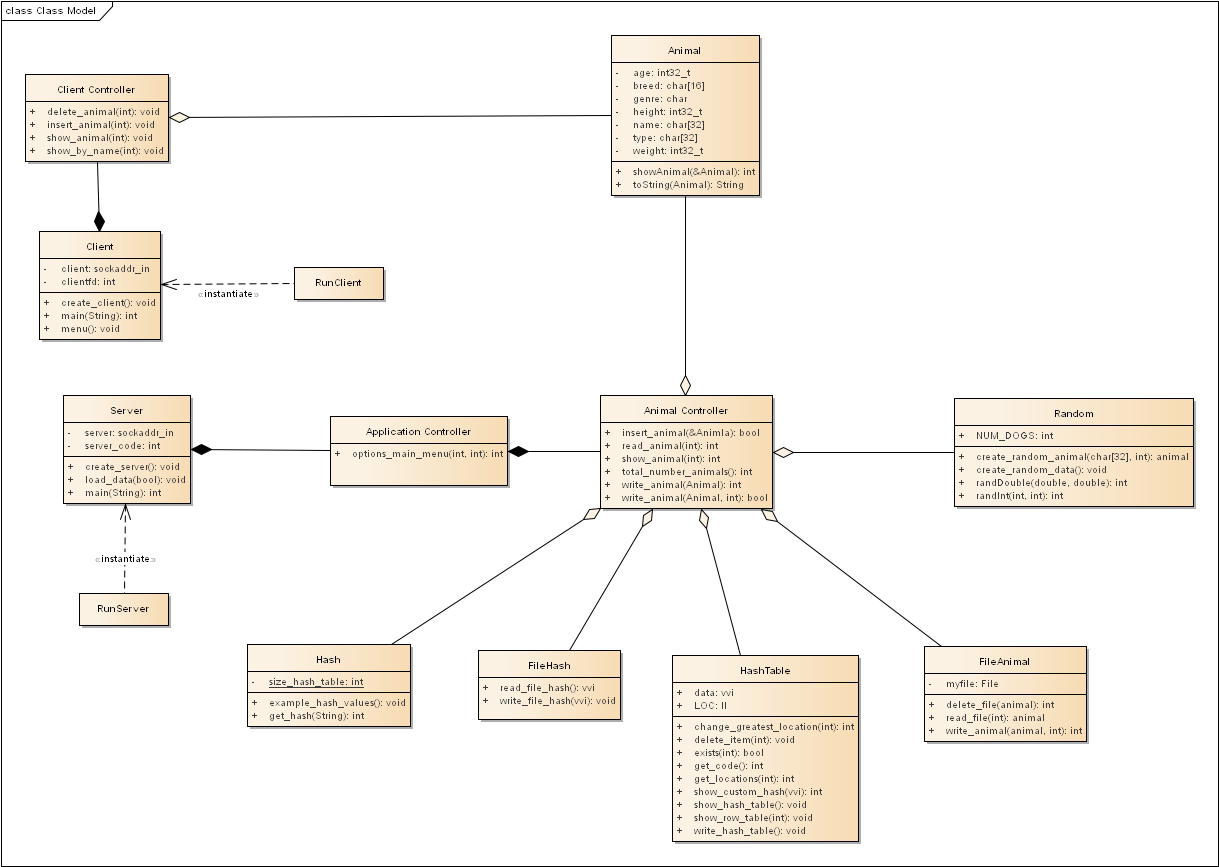 class Class Model
Animal
- age: int32_t
- breed: char[16]
- genre: char
- height: int32_t
- name: char[32]
- type: char[32]
- weight: int32_t
+ showAnimal(&Animal): int
+ toString(Animal): String
Client Controller
+ delete_animal(int): void
+ insert_animal(int): void
+ show_animal(int): void
+ show_by_name(int): void
Client
- client: sockaddr_in
- clientfd: int
+ create_client(): void
+ main(String): int
+ menu(): void
«instantiate»
RunClient
Server
- server: sockaddr_in
- server_code: int
+ create_server(): void
+ load_data(bool): void
+ main(String): int
Application Controller
+ options_main_menu(int, int): int
Animal Controller
+ insert_animal(&Animla): bool
+ read_animal(int): int
+ show_animal(int): int
+ total_number_animals(): int
+ write_animal(Animal): int
+ write_animal(Animal, int): bool
Random
+ NUM_DOGS: int
+ create_random_animal(char[32], int): animal
+ create_random_data(): void
+ randDouble(double, double): int
+ randInt(int, int): int
«instantiate»
RunServer
Hash
- size_hash_table: int
+ example_hash_values(): void
+ get_hash(String): int
FileHash
+ read_file_hash(): vvi
+ write_file_hash(vvi): void
HashTable
+ data: vvi
+ LOC: ll
+ change_greatest_location(int): int
+ delete_item(int): void
+ exists(int): bool
+ get_code(): int
+ get_locations(int): int
+ show_custom_hash(vvi): int
+ show_hash_table(): void
+ show_row_table(int): void
+ write_hash_table(): void
FileAnimal
- myfile: File
+ delete_file(animal): int
+ read_file(int): animal
+ write_animal(animal, int): int